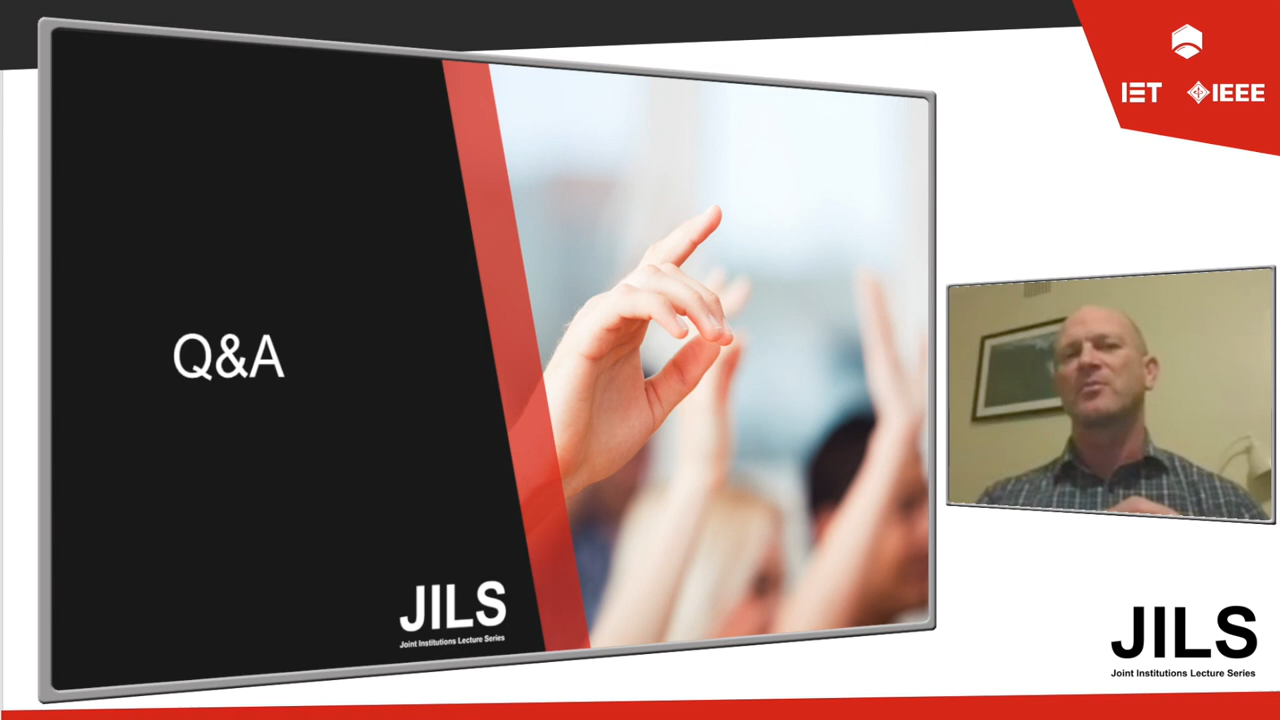 Q&A
JILS
Joint Institutions Lecture Series
IET
IEEE
JILS
Joint Institutions Lecture Series